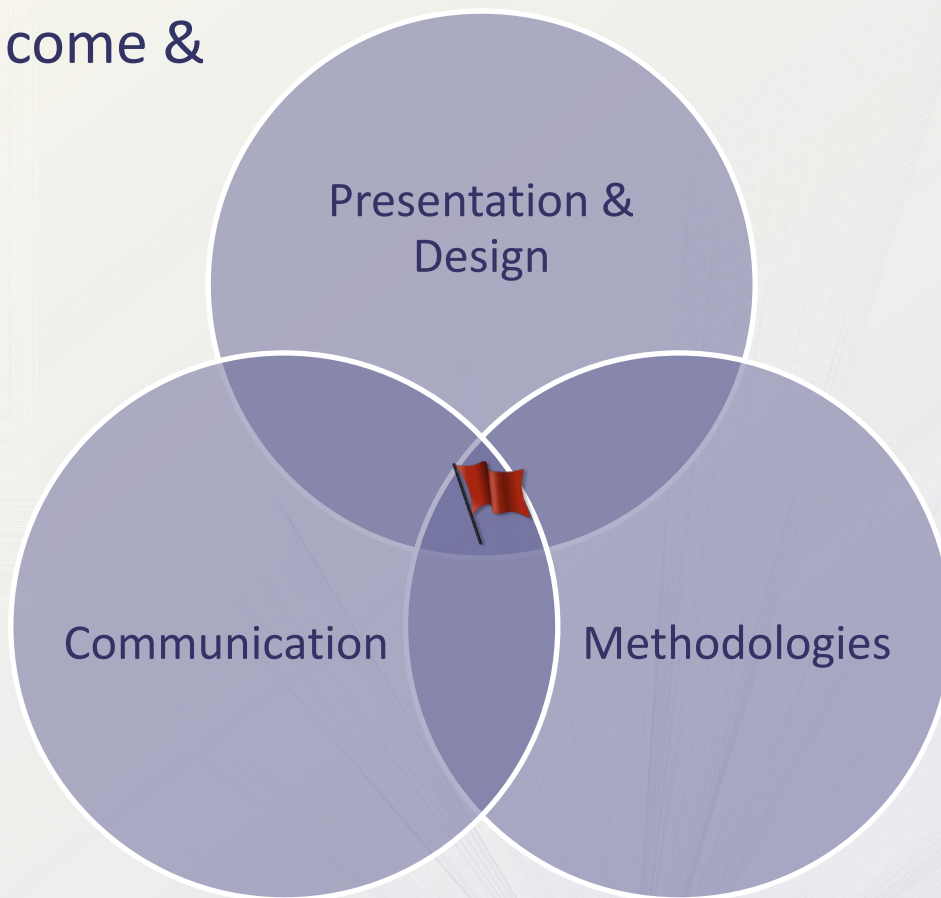 come &
Presentation &
Design
Communication
Methodologies